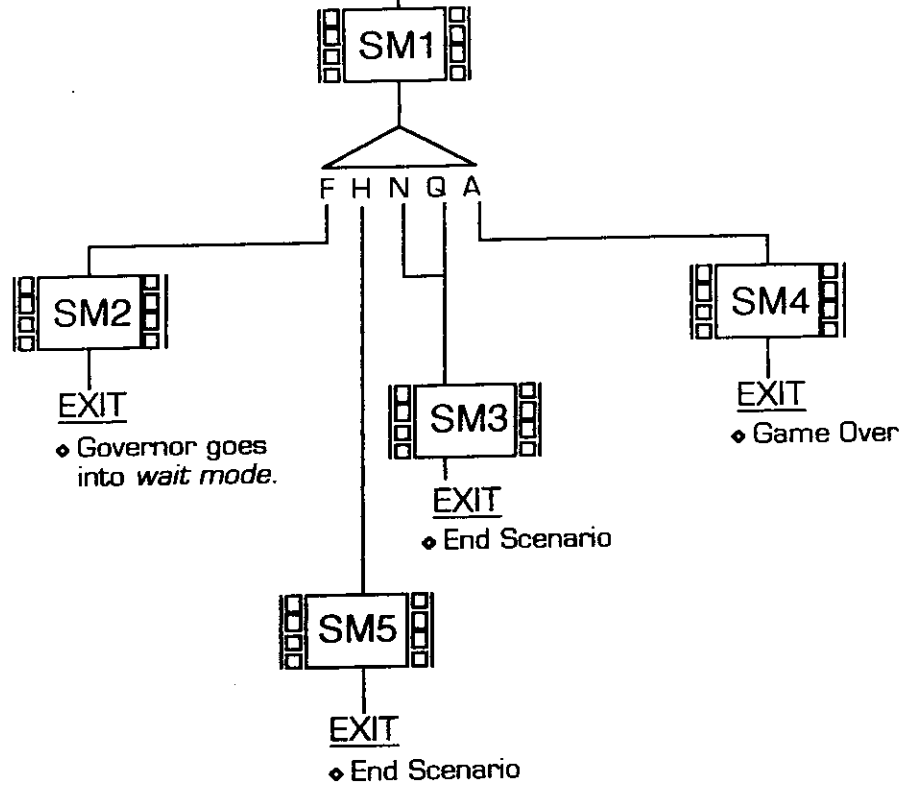 SM1
F H N Q A
SM2
EXIT
◆ Governor goes
into wait mode.
SM3
EXIT
◆ End Scenario
SM4
EXIT
◆ Game Over
SM5
EXIT
◆ End Scenario